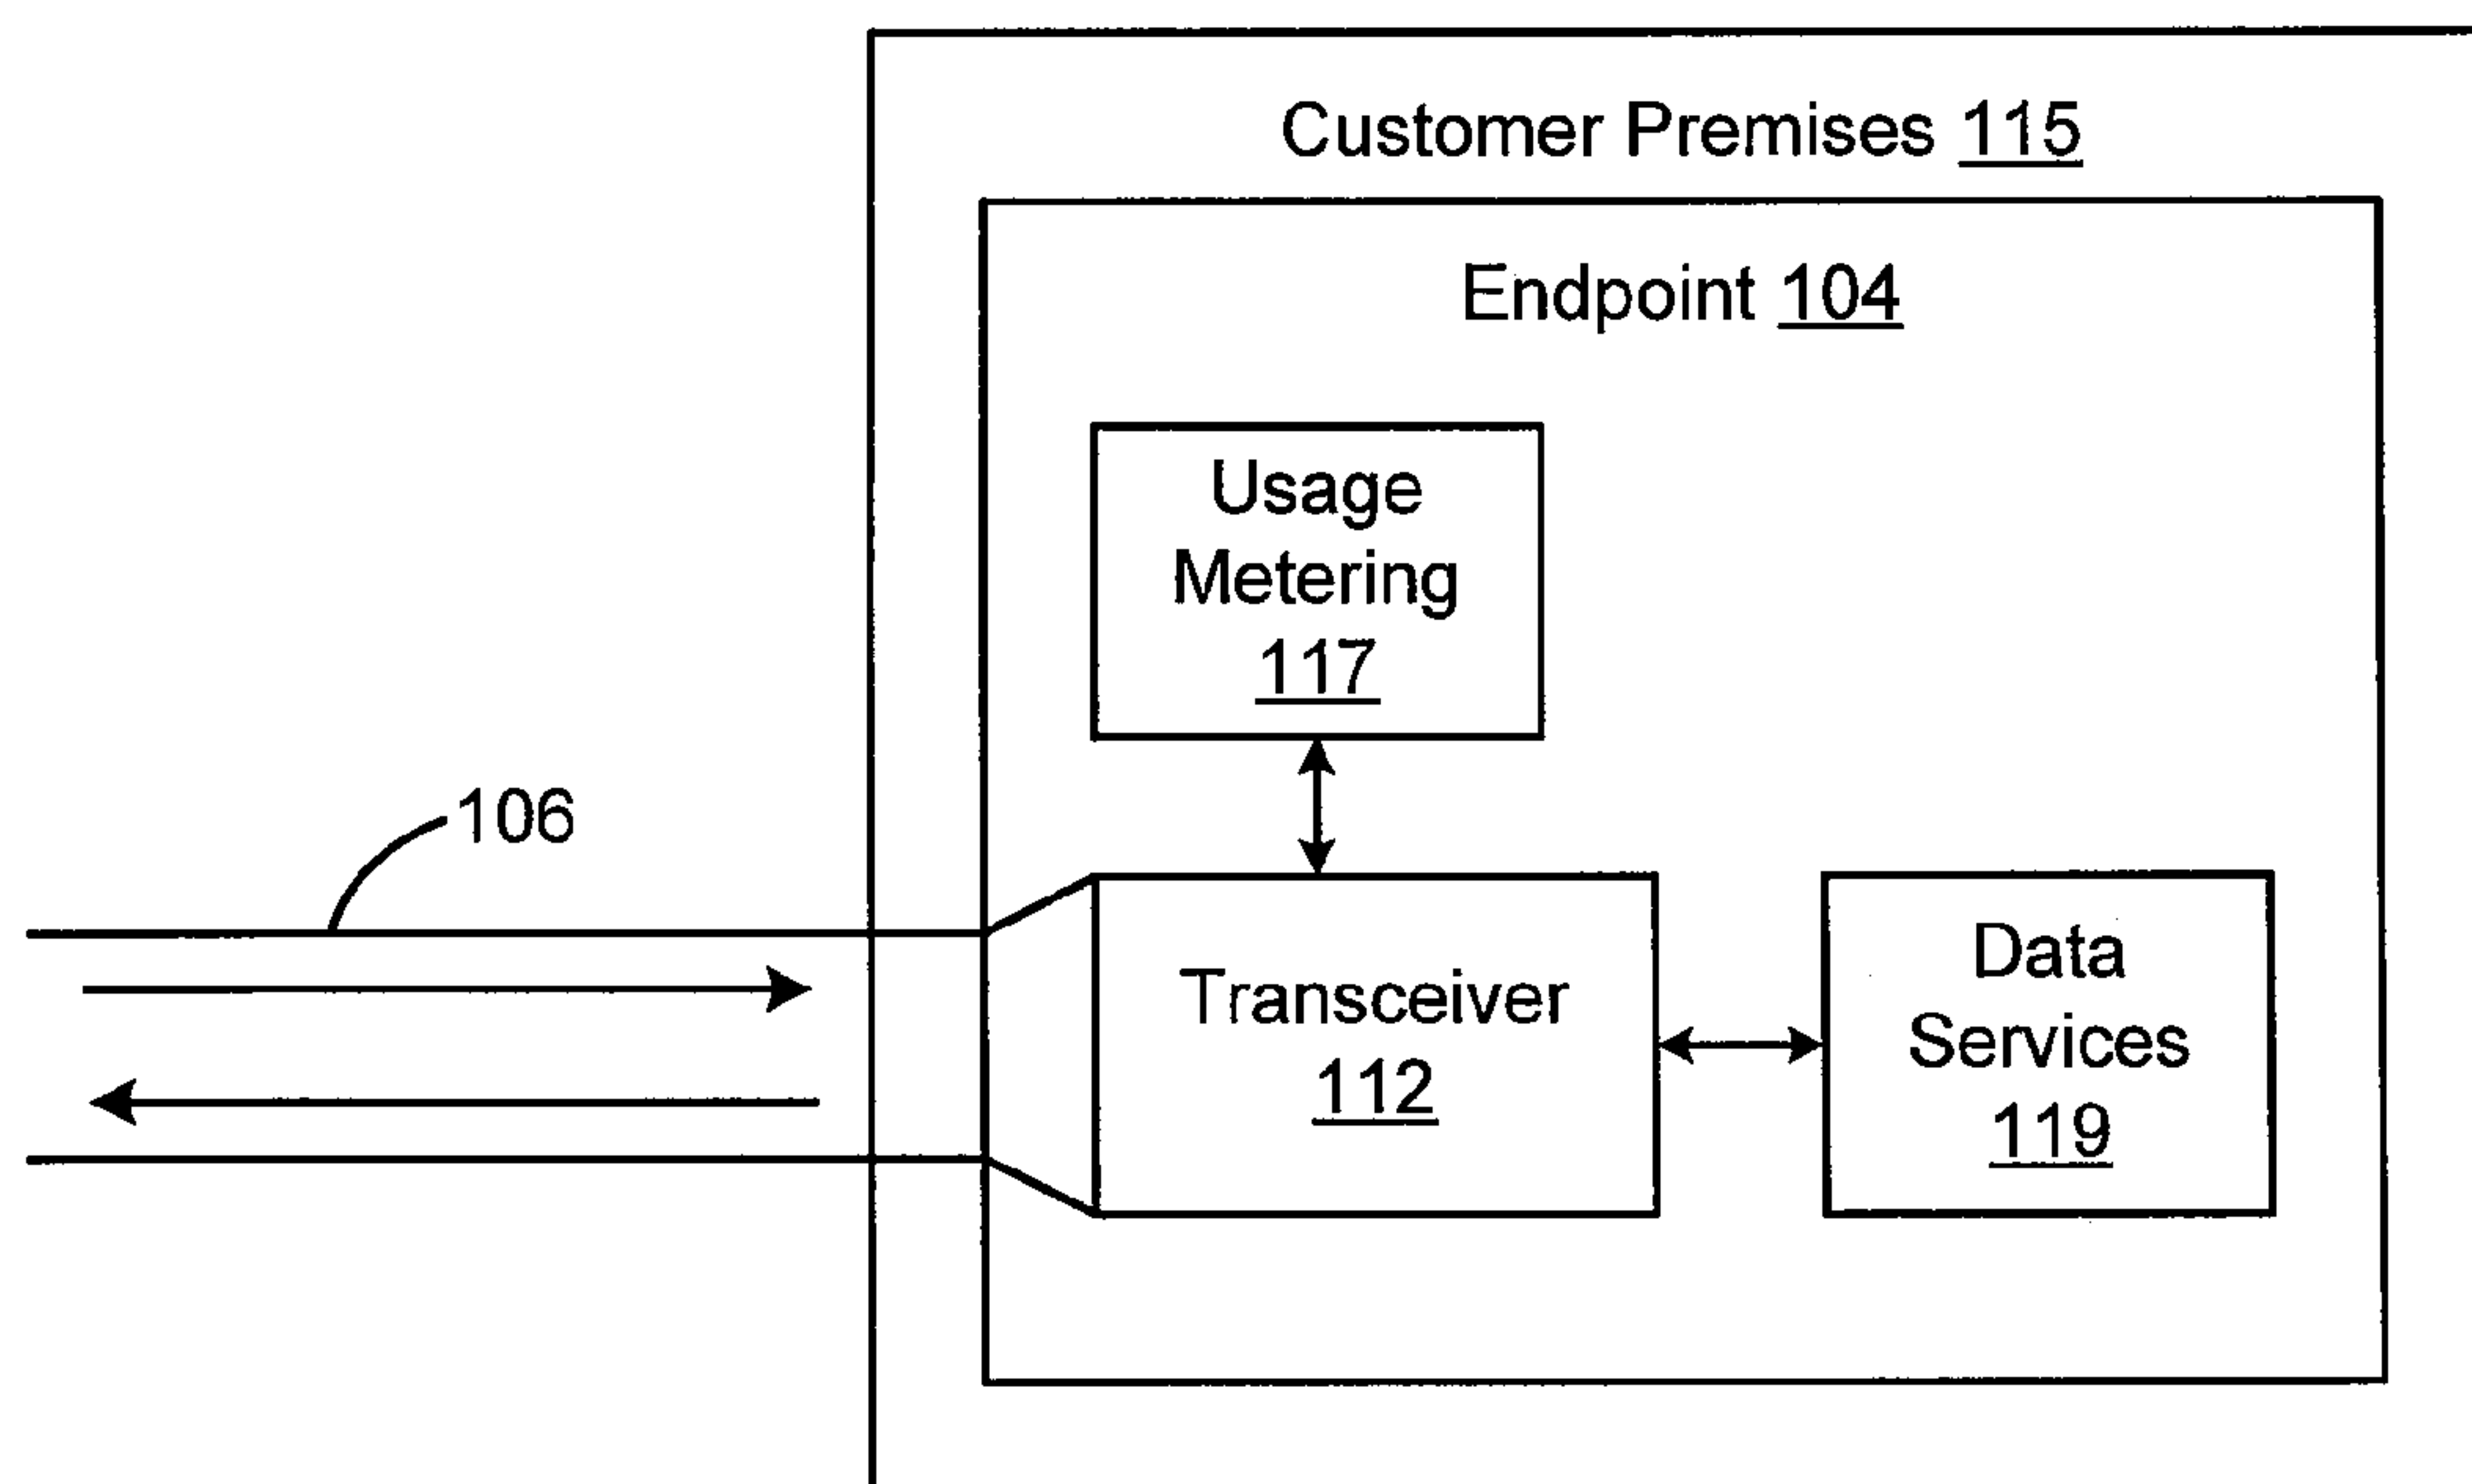 Customer Premises 115
Endpoint 104
Usage
Metering
117
106
Transceiver
112
Data
Services
119